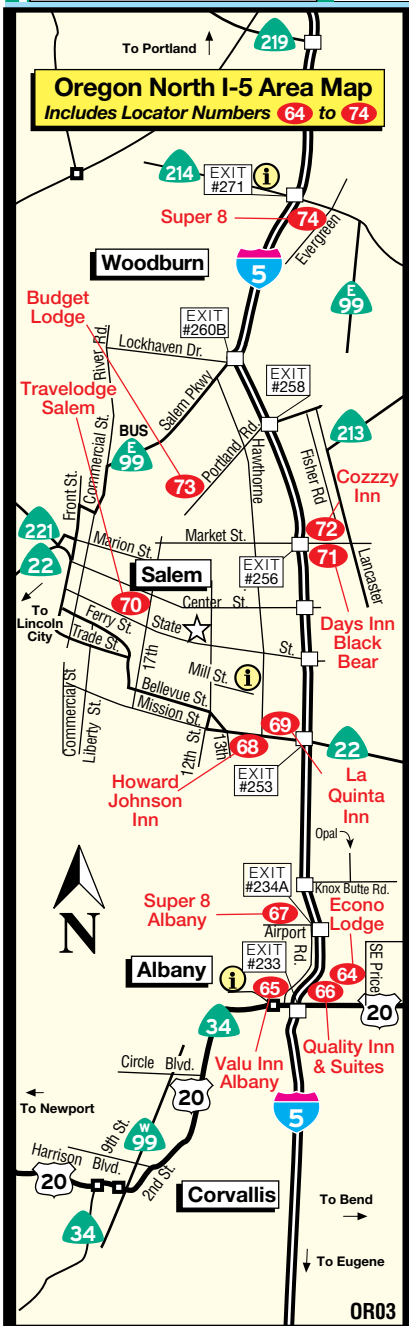 To Portland
219
Oregon North I-5 Area Map
Includes Locator Numbers 64 to 74
214
EXIT
#271
i
Super 8
74
Evergreen
Woodburn
5
E
99
Budget
Lodge
EXIT
#260B
River Rd.
Lockhaven Dr.
Travelodge
Salem
EXIT
#258
Commercial St.
Salem Pkwy
BUS
E
99
Portland Rd.
Hawthorne
Fisher Rd
213
Cozzzy
Inn
73
Front St.
72
221
Marion St.
Market St.
71
Lancaster
22
Salem
EXIT
#256
To
Lincoln
City
70
Center St.
Days Inn
Black
Bear
Ferry St.
State St.
Trade St.
17th
Mill St.
i
Commercial St
Liberty St.
Bellevue St.
Mission St.
12th St.
13th
69
68
22
EXIT
#253
Howard
Johnson
Inn
La
Quinta
Inn
Opal
N
EXIT
#234A
Knox Butte Rd.
Super 8
Albany
67
Econo
Lodge
Airport Rd.
EXIT
#233
SE Price
Albany
i
65
64
66
20
34
Valu Inn
Albany
Quality Inn
& Suites
Circle Blvd.
20
To Newport
9th St.
W
99
5
Harrison Blvd.
2nd St.
20
Corvallis
34
To Bend
To Eugene
OR03